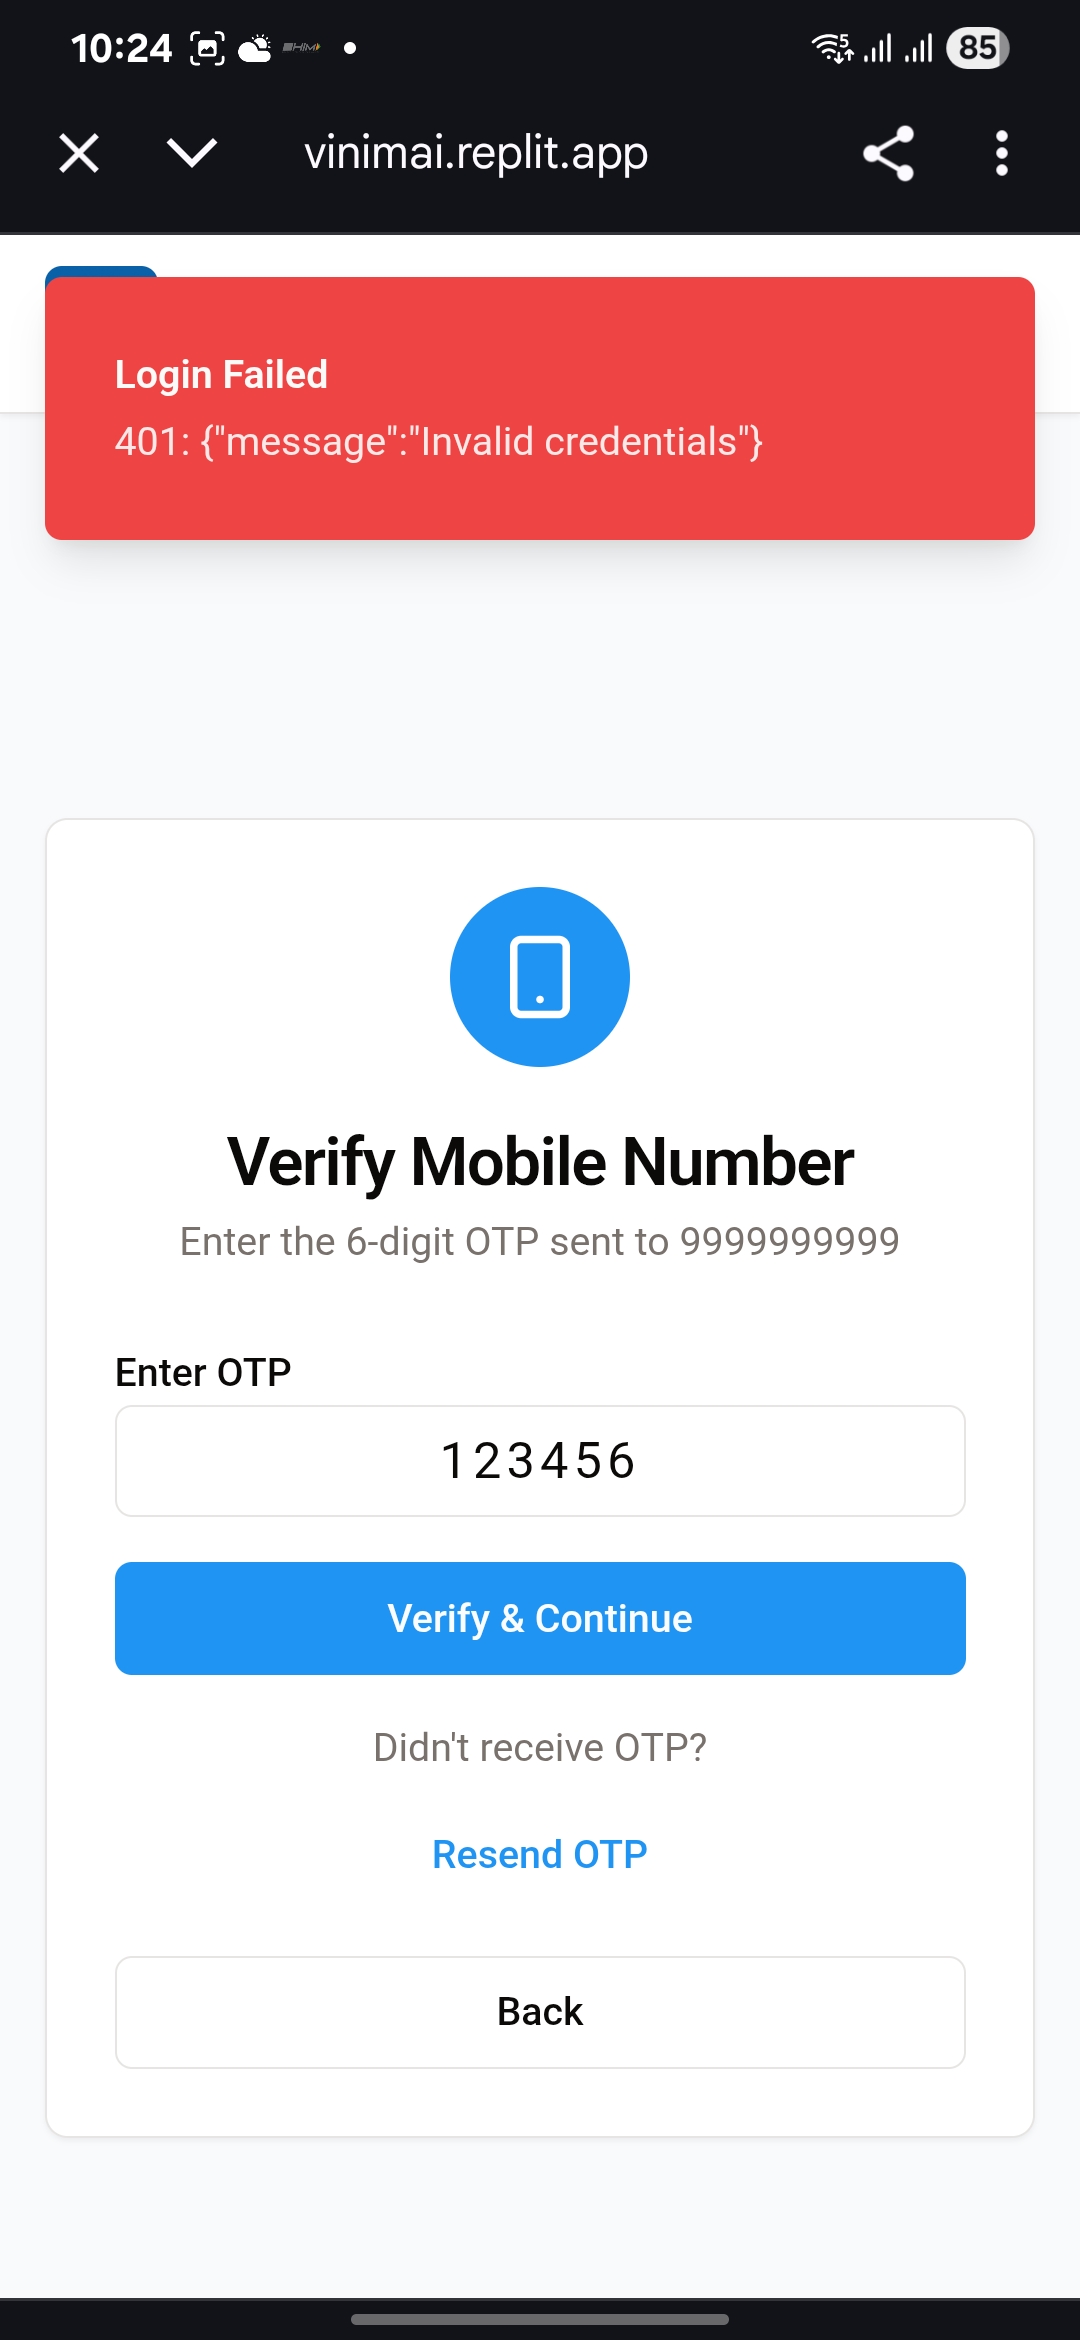 10:24
5
85
vinimai.replit.app
Login Failed
401: {"message":"Invalid credentials"}
Verify Mobile Number
Enter the 6-digit OTP sent to 9999999999
Enter OTP
123456
Verify & Continue
Didn't receive OTP?
Resend OTP
Back